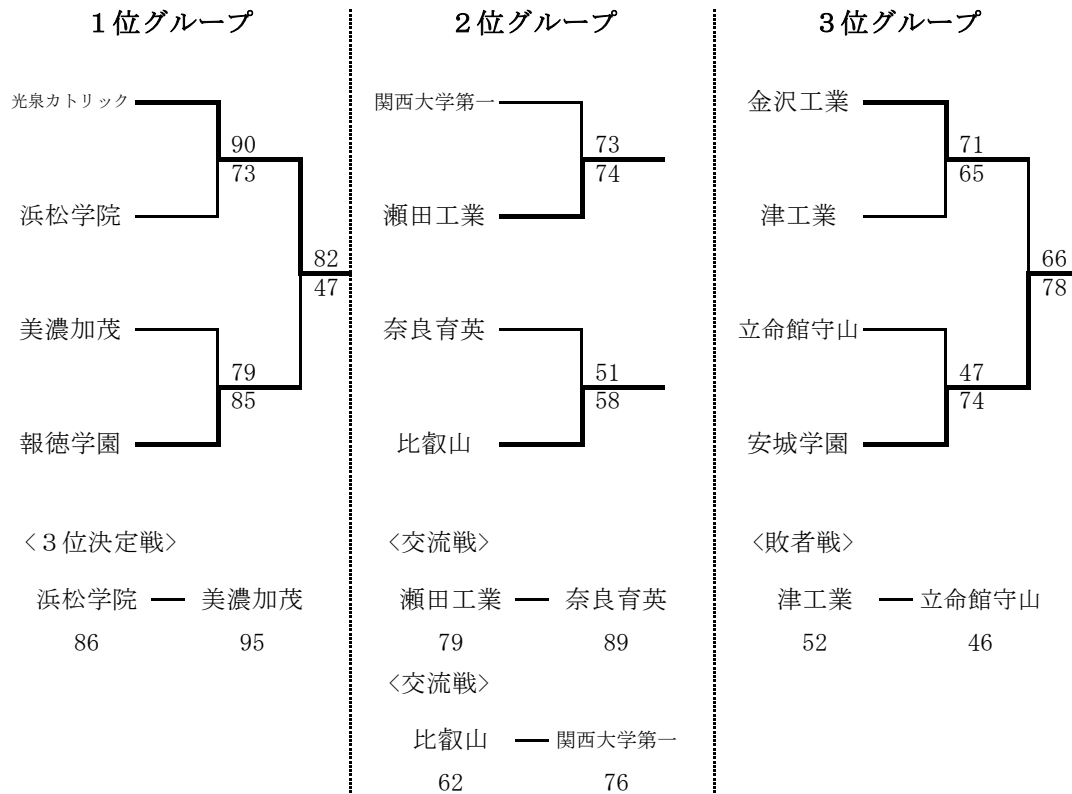 １位グループ
光泉カトリック
90
73
浜松学院
82
47
美濃加茂
79
85
報徳学園
<３位決定戦>
浜松学院 ― 美濃加茂
86 95
２位グループ
関西大学第一
73
74
瀬田工業
奈良育英
51
58
比叡山
<交流戦>
瀬田工業 ― 奈良育英
79 89
<交流戦>
比叡山 ― 関西大学第一
62 76
３位グループ
金沢工業
71
65
津工業
66
78
立命館守山
47
74
安城学園
<敗者戦>
津工業 ― 立命館守山
52 46